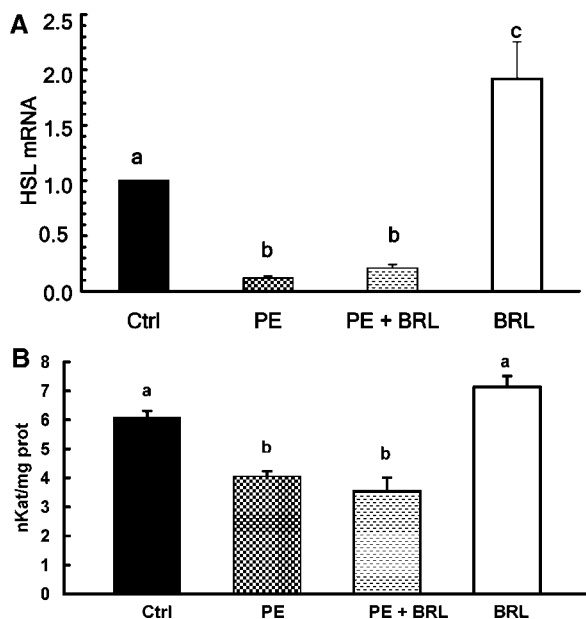 A
HSL mRNA
2.5
2.0
1.5
1.0
0.5
0.0
a
b
b
c
Ctrl PE PE + BRL BRL
B
nKat/mg prot
8
7
6
5
4
3
2
1
0
a
b
b
a
Ctrl PE PE + BRL BRL